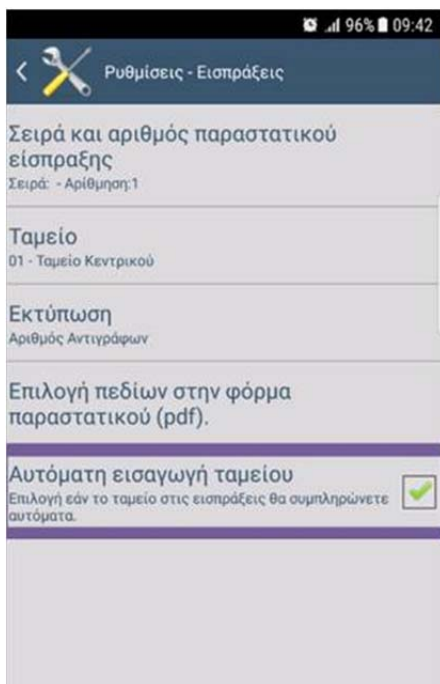 96% 09:42
Ρυθμίσεις - Εισπράξεις
Σειρά και αριθμός παραστατικού
είσπραξης
Σειρά: - Αρίθμηση:1
Ταμείο
01 - Ταμείο Κεντρικού
Εκτύπωση
Αριθμός Αντιγράφων
Επιλογή πεδίων στην φόρμα
παραστατικού (pdf).
Αυτόματη εισαγωγή ταμείου
Επιλογή εάν το ταμείο στις εισπράξεις θα συμπληρώνετε
αυτόματα.